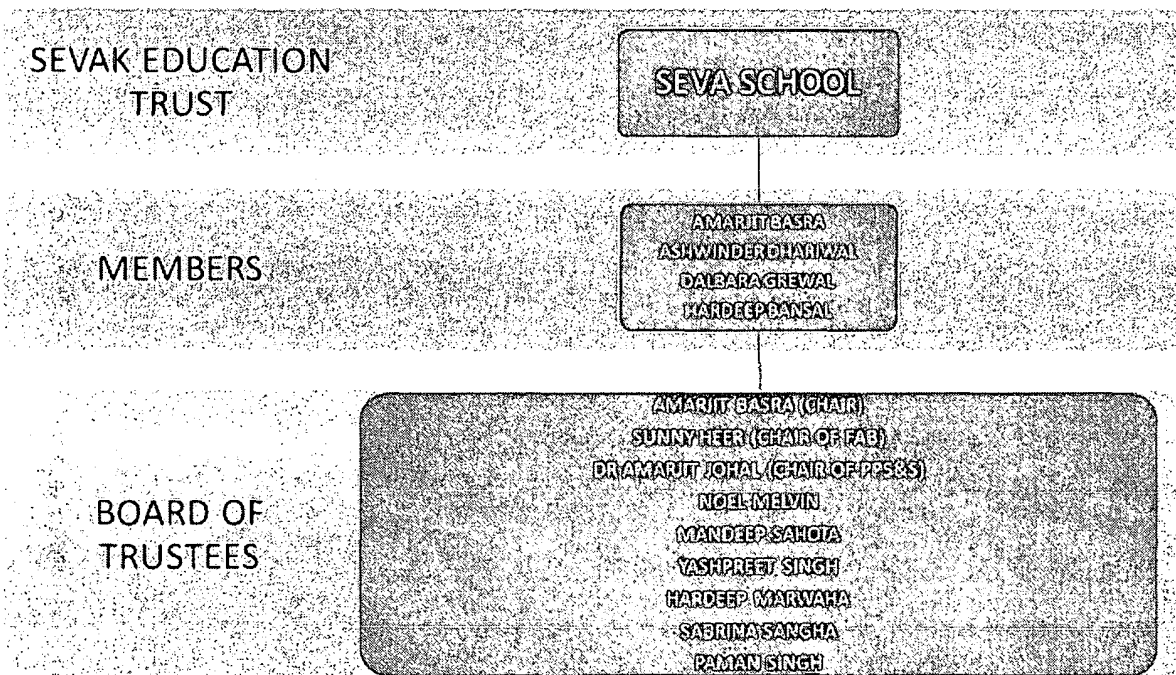 SEVAK EDUCATION
TRUST
SEVA SCHOOL
MEMBERS
AMARJIT BASRA
ASHWINDER DHARIWAL
DALBARA GREWAL
HARDEEP BANSAL
BOARD OF
TRUSTEES
AMARJIT BASRA (CHAIR)
SUNNY HEER (CHAIR OF FAB)
DR AMARJIT JOHAL (CHAIR OF PPS&S)
NOEL MELVIN
MANDEEP SAHOTA
YASHPREET SINGH
HARDEEP MARWAHA
SABRINA SANGHA
PAMAN SINGH